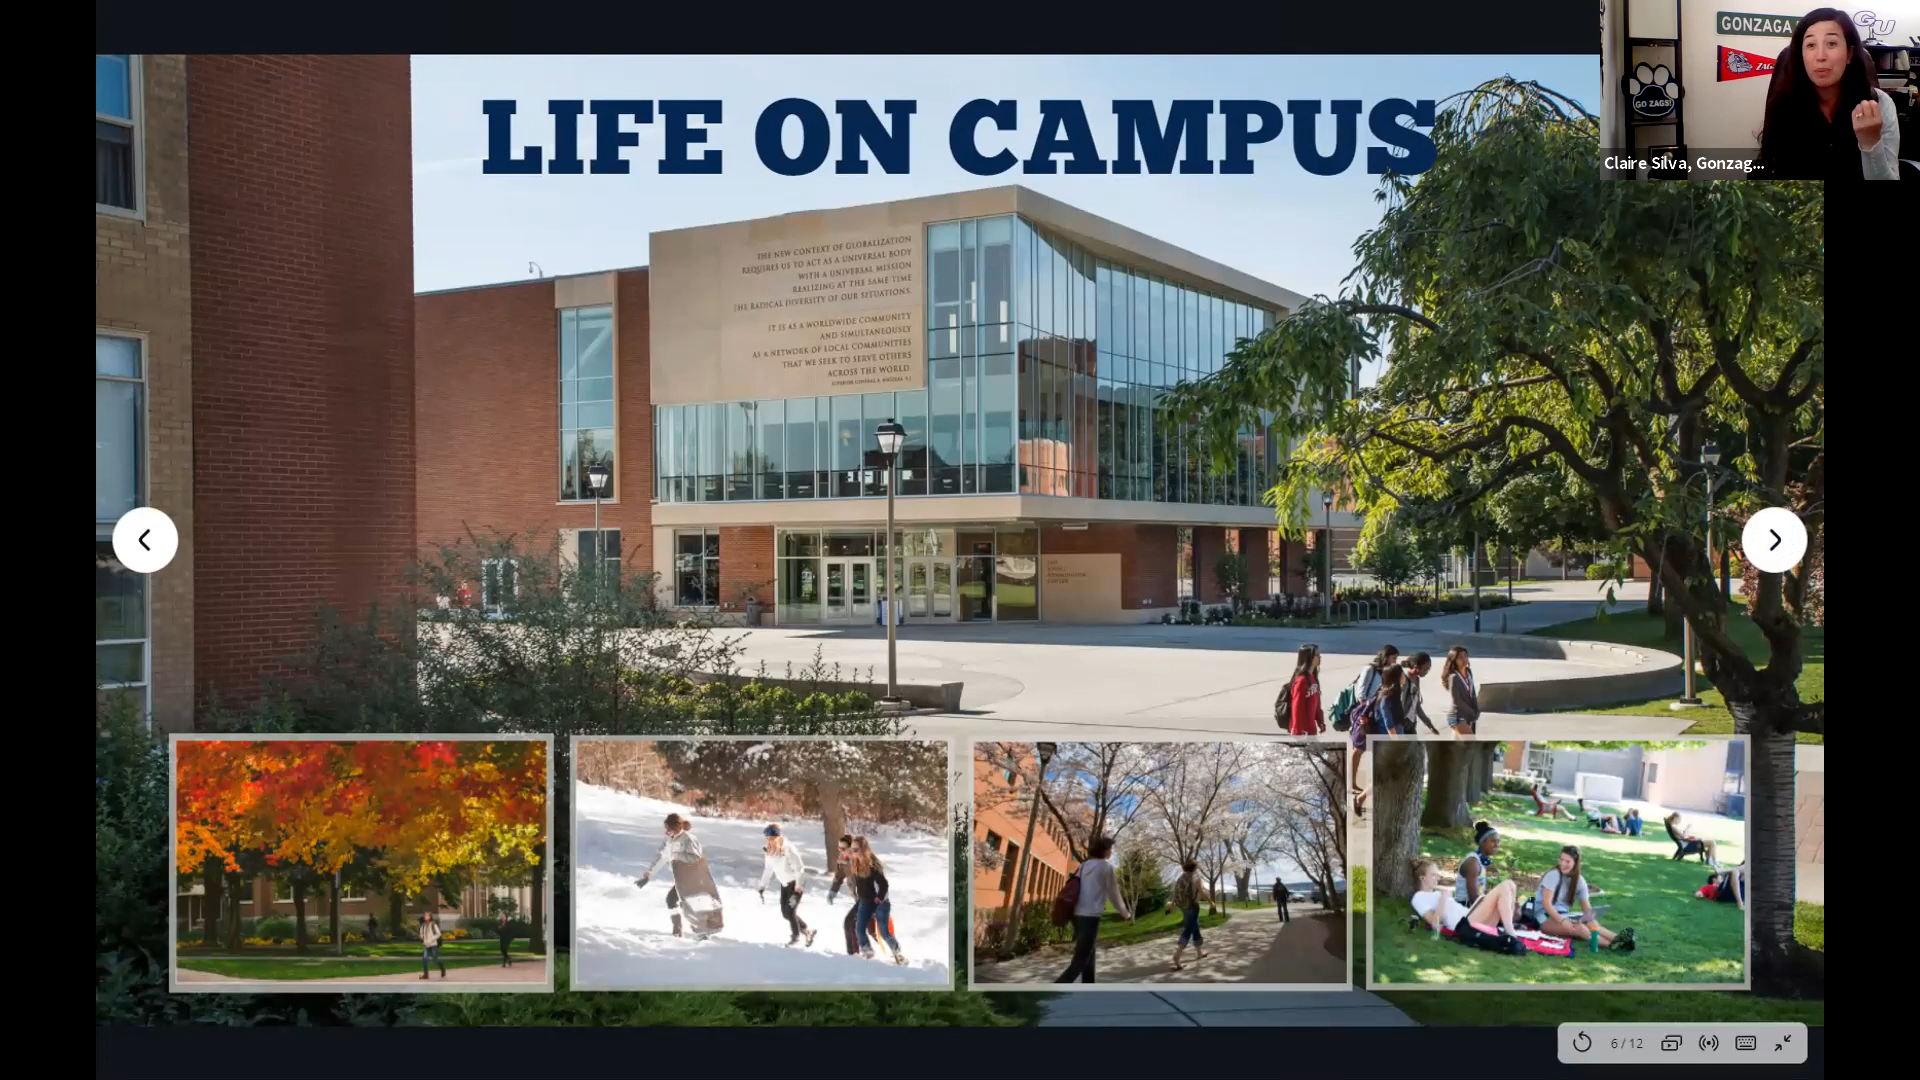 LIFE ON CAMPUS
GONZAGA
GU
ZAGS
GO ZAGS!
Claire Silva, Gonzag...
THE NEW CONTEXT OF GLOBALIZATION
REQUIRES US TO ACT AS A UNIVERSAL BODY
WITH A UNIVERSAL MISSION
REALIZING AT THE SAME TIME
THE RADICAL DIVERSITY OF OUR SITUATIONS.
IT IS AS A WORLDWIDE COMMUNITY
AND SIMULTANEOUSLY
AS A NETWORK OF LOCAL COMMUNITIES
THAT WE SEEK TO SERVE OTHERS
ACROSS THE WORLD.
6 / 12